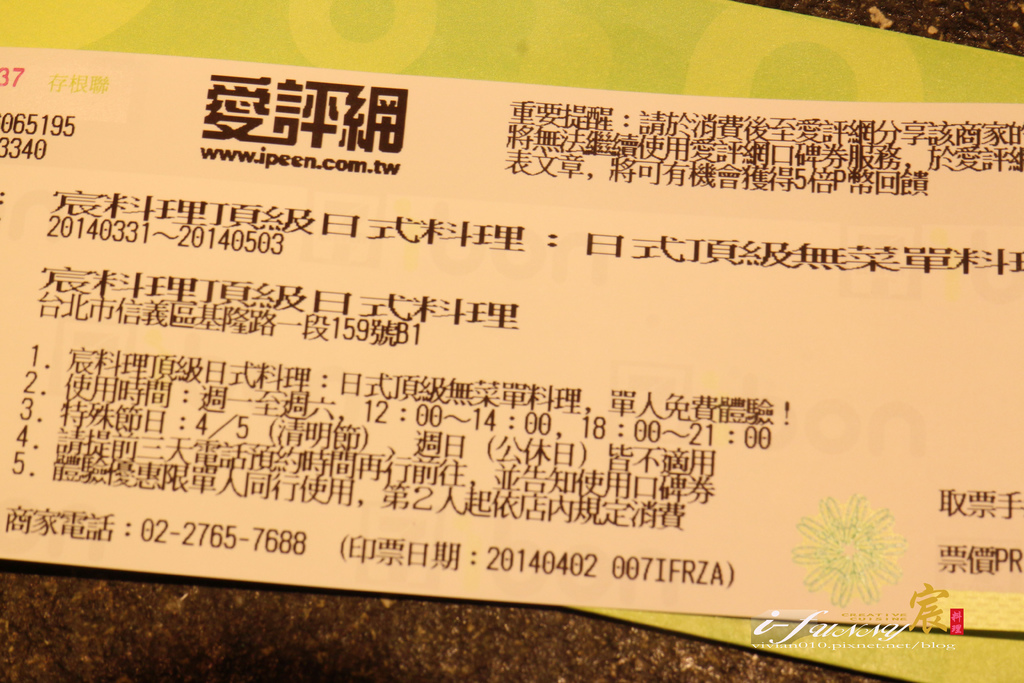 37 存根聯
6065195
3340
愛評網
www.ipeen.com.tw
重要提醒：請於消費後至愛評網分享該商家的
將無法繼續使用愛評網口碑券服務，於愛評網
表文章，將可有機會獲得5倍P幣回饋
宸料理頂級日式料理：日式頂級無菜單料理
20140331～20140503
宸料理頂級日式料理
台北市信義區基隆路一段159號B1
1. 宸料理頂級日式料理：日式頂級無菜單料理，單人免費體驗！
2. 使用時間：週一至週六，12：00～14：00，18：00～21：00
3. 特殊節日：4／5（清明節）、週日（公休日）皆不適用
4. 請提前三天電話預約時間再行前往，並告知使用口碑券
5. 體驗優惠限單人同行使用，第２人起依店內規定消費
商家電話：02-2765-7688 (印票日期：20140402 007IFRZA)
取票手
票價PR
CREATIVE CUISINE
宸料理
i-Funny
vivian010.pixnet.net/blog